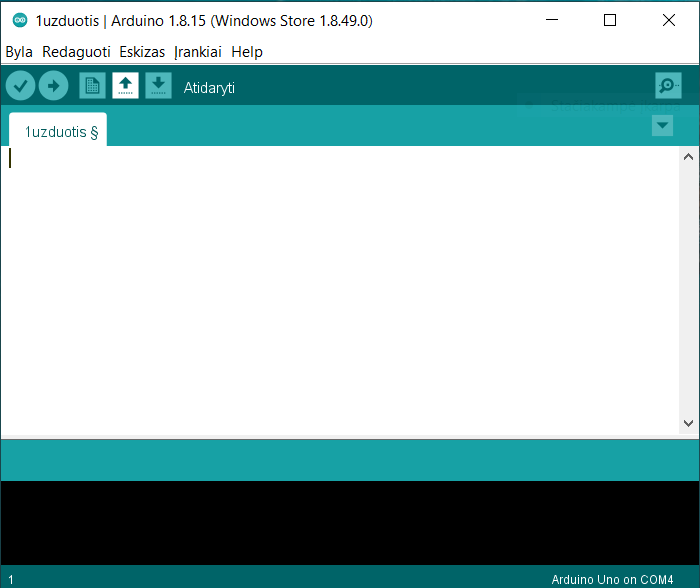 1uzduotis | Arduino 1.8.15 (Windows Store 1.8.49.0)
Byla Redaguoti Eskizas Įrankiai Help
Atidaryti
1uzduotis §
1
Arduino Uno on COM4